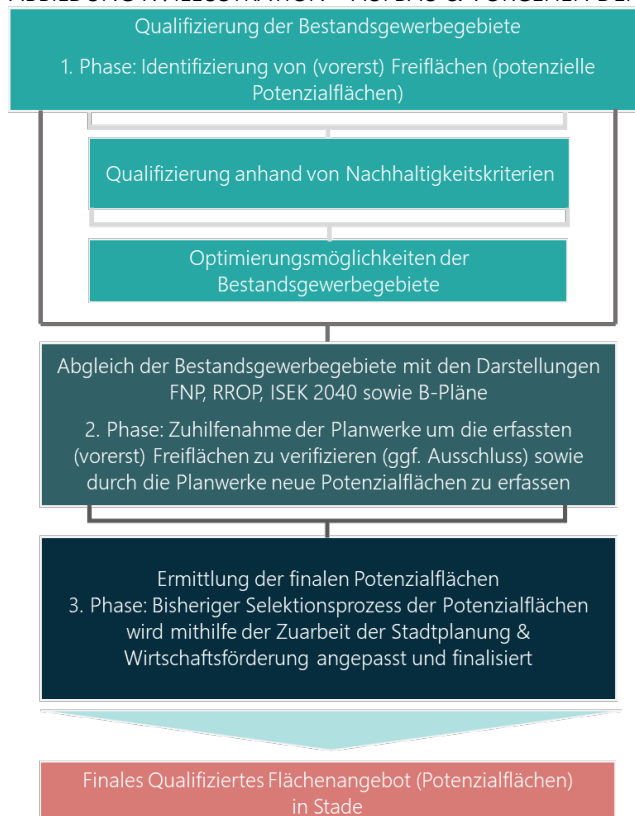 Qualifizierung der Bestandsgewerbegebiete
1. Phase: Identifizierung von (vorerst) Freiflächen (potenzielle
Potenzialflächen)
Qualifizierung anhand von Nachhaltigkeitskriterien
Optimierungsmöglichkeiten der
Bestandsgewerbegebiete
Abgleich der Bestandsgewerbegebiete mit den Darstellungen
FNP, RROP, ISEK 2040 sowie B-Pläne
2. Phase: Zuhilfenahme der Planwerke um die erfassten
(vorerst) Freiflächen zu verifizieren (ggf. Ausschluss) sowie
durch die Planwerke neue Potenzialflächen zu erfassen
Ermittlung der finalen Potenzialflächen
3. Phase: Bisheriger Selektionsprozess der Potenzialflächen
wird mithilfe der Zuarbeit der Stadtplanung &
Wirtschaftsförderung angepasst und finalisiert
Finales Qualifiziertes Flächenangebot (Potenzialflächen)
in Stade